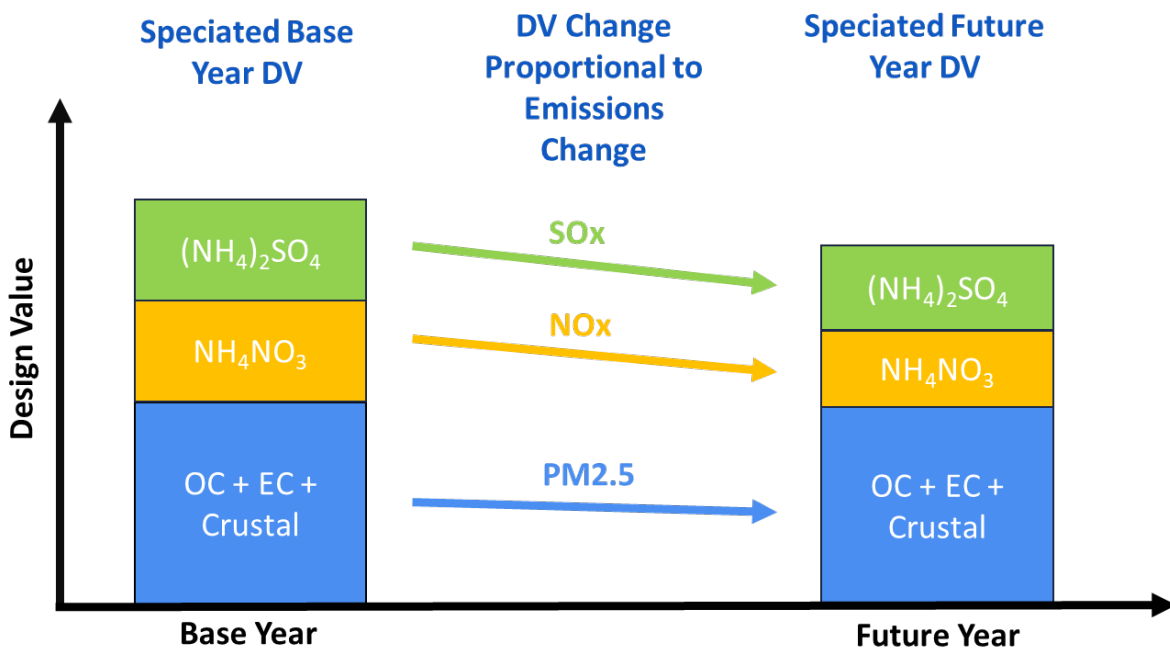 Speciated Base
Year DV
DV Change
Proportional to
Emissions
Change
Speciated Future
Year DV
Design Value
(NH₄)₂SO₄
NH₄NO₃
OC + EC +
Crustal
SOx
NOx
PM2.5
(NH₄)₂SO₄
NH₄NO₃
OC + EC +
Crustal
Base Year
Future Year